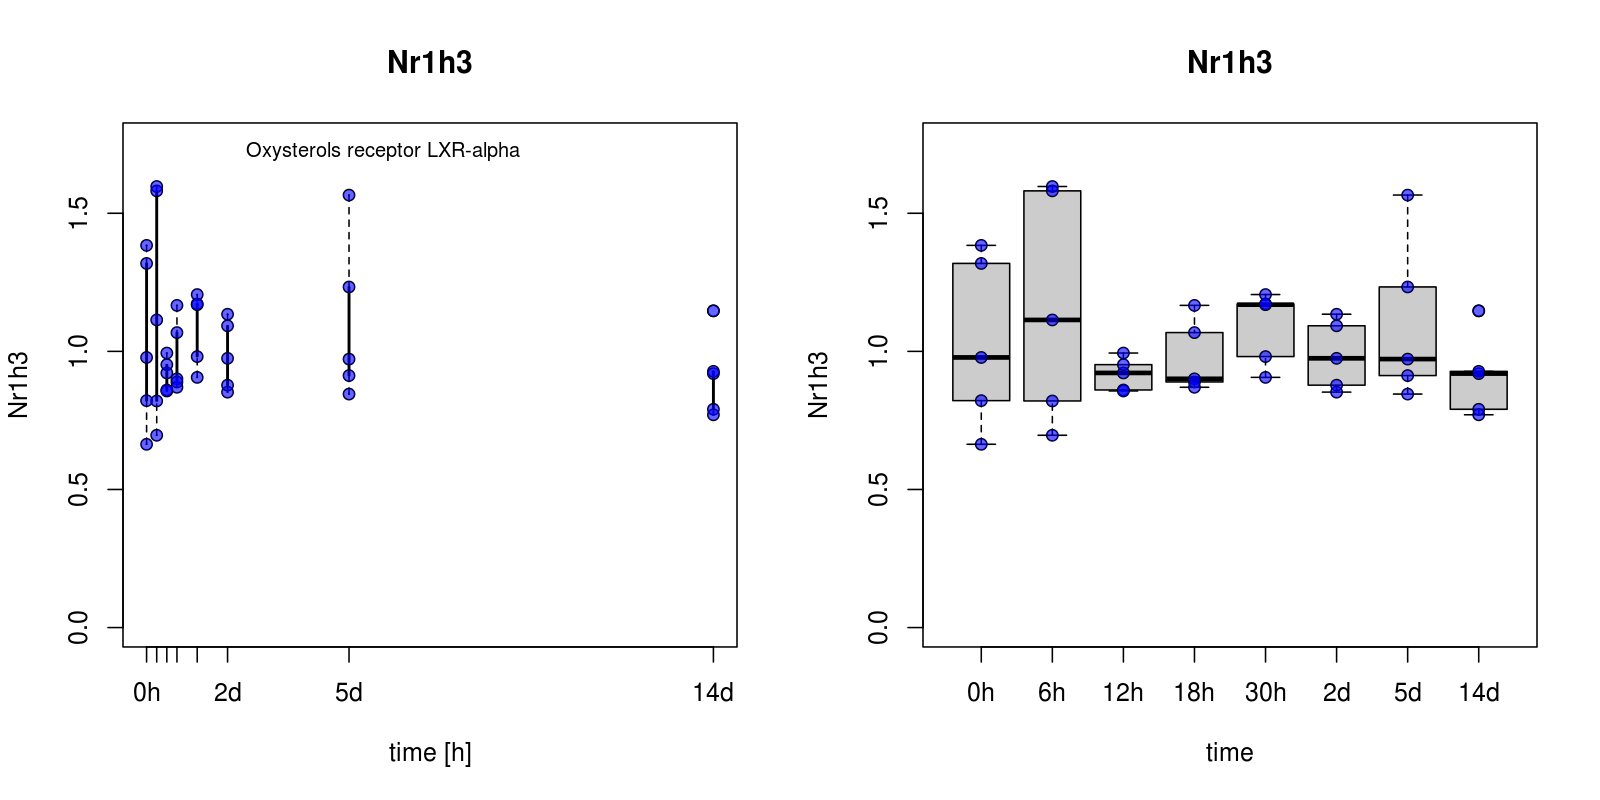 Nr1h3
Oxysterols receptor LXR-alpha
Nr1h3
0.0 0.5 1.0 1.5
0h 2d 5d 14d
time [h]
Nr1h3
Nr1h3
0.0 0.5 1.0 1.5
0h 6h 12h 18h 30h 2d 5d 14d
time